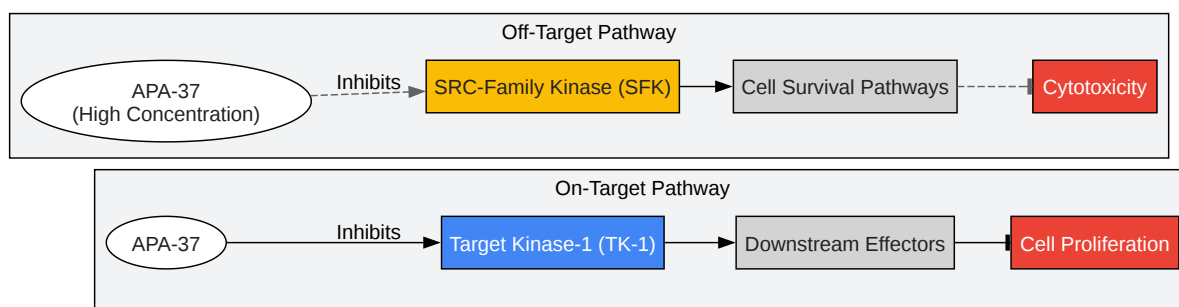 Off-Target Pathway
APA-37
(High Concentration)
Inhibits
SRC-Family Kinase (SFK)
Cell Survival Pathways
Cytotoxicity
On-Target Pathway
APA-37
Inhibits
Target Kinase-1 (TK-1)
Downstream Effectors
Cell Proliferation